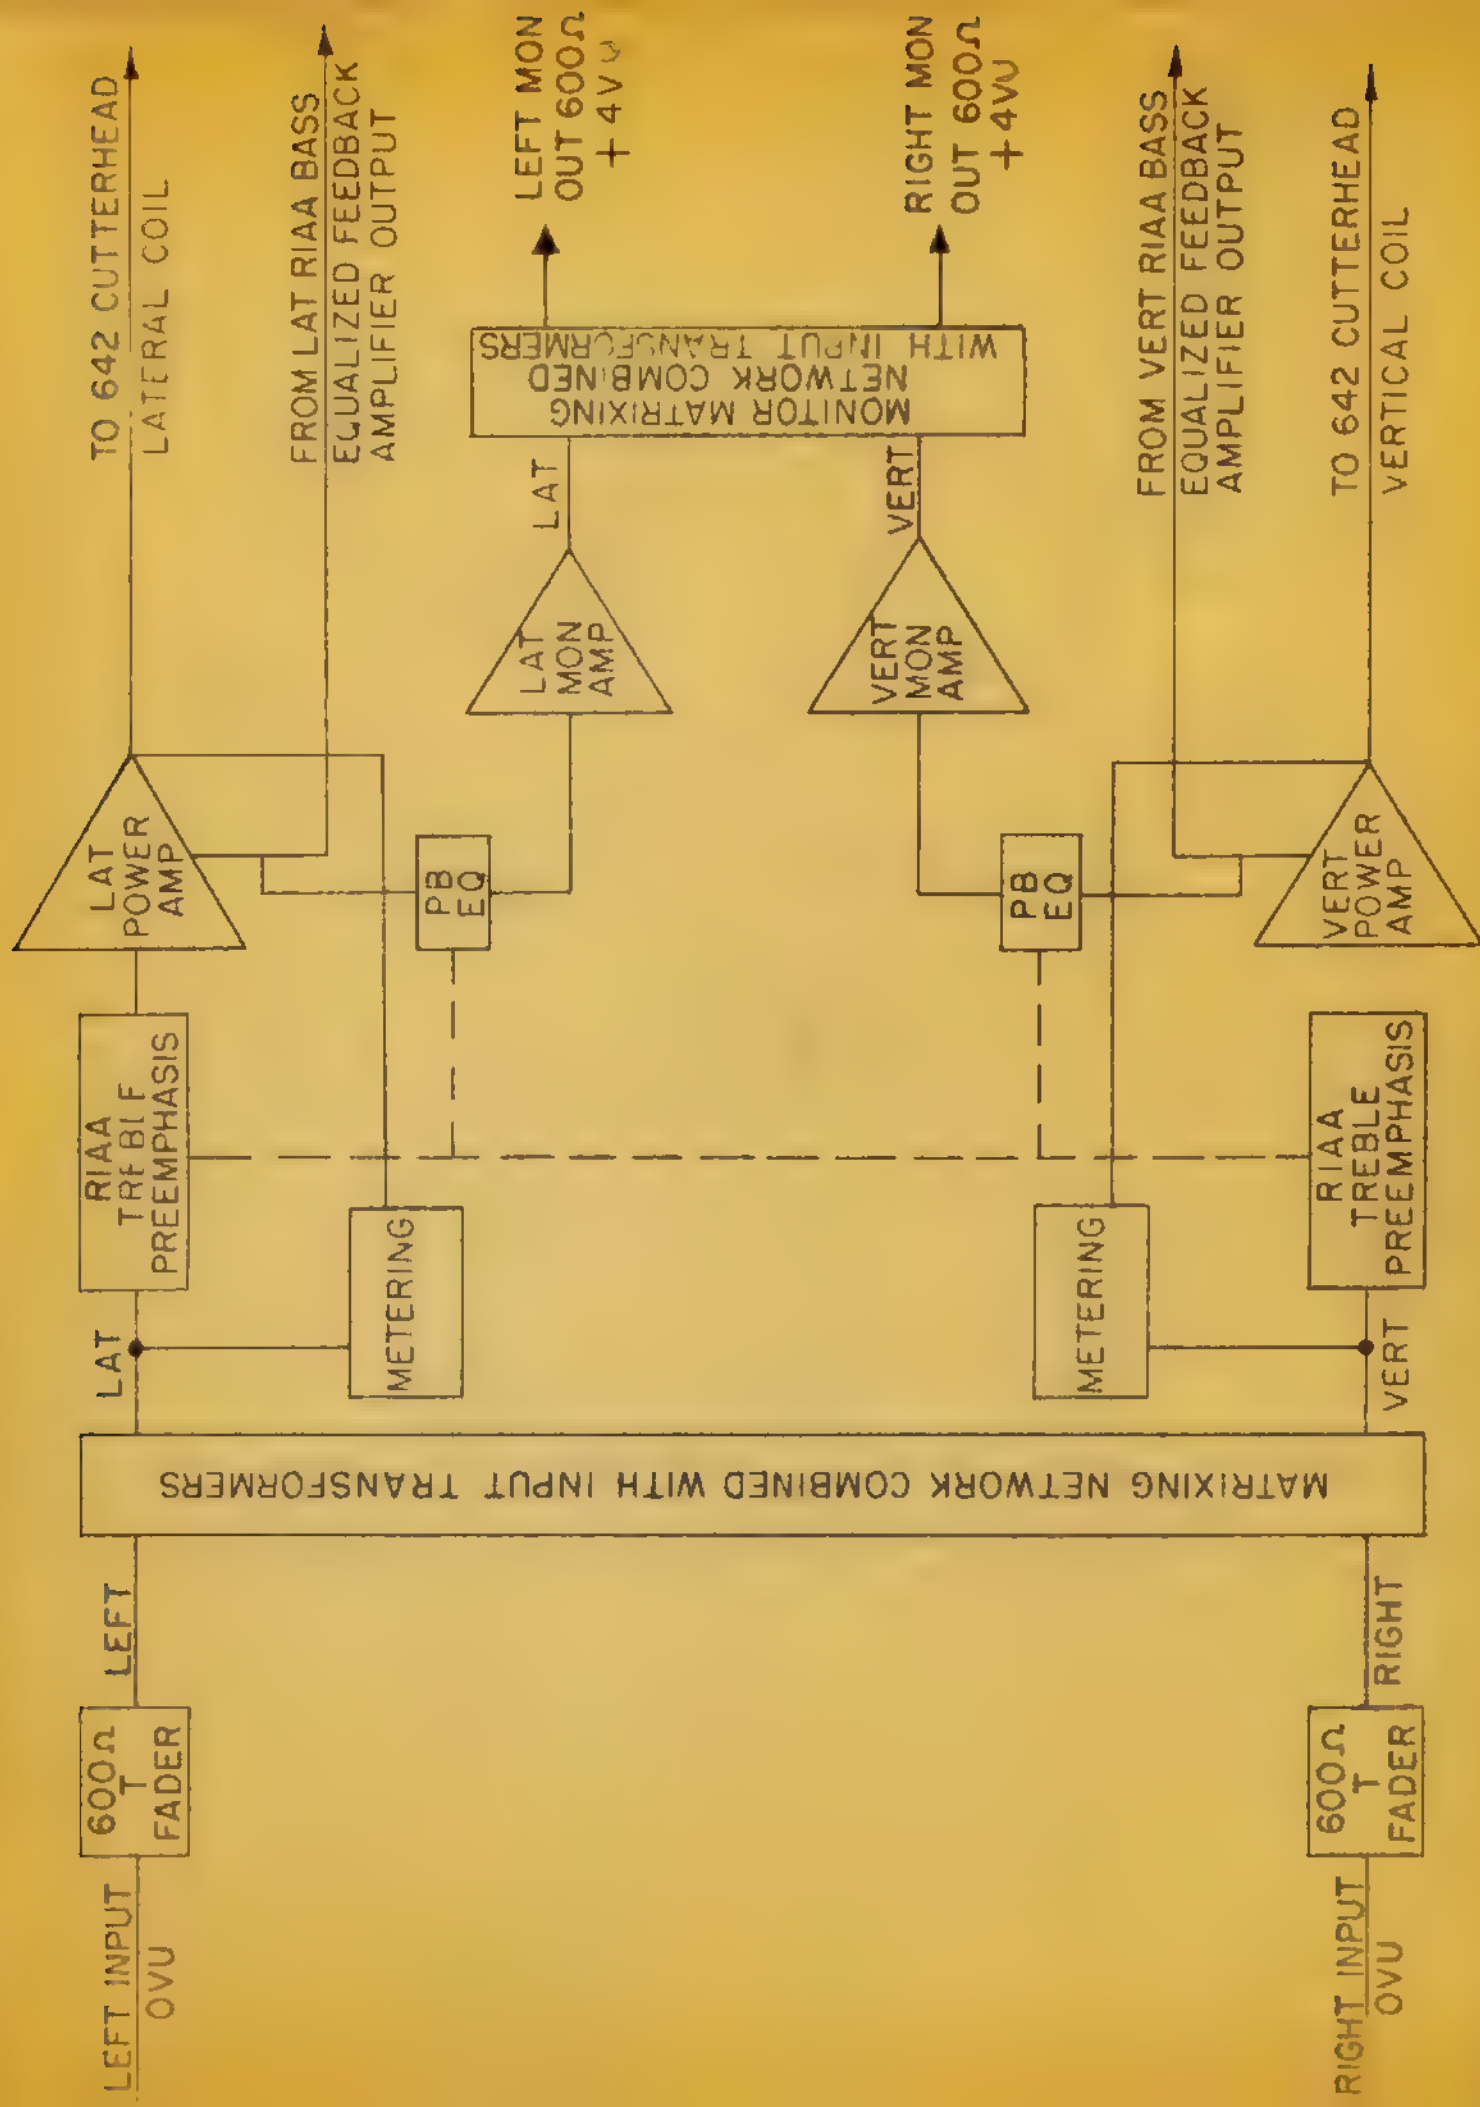 LEFT INPUT
OVU
600Ω
T
FADER
LEFT
MATRIXING NETWORK COMBINED WITH INPUT TRANSFORMERS
LAT
RIAA
TREBLE
PREEMPHASIS
METERING
LAT
POWER
AMP
PB
EQ
LAT
MON
AMP
LAT
TO 642 CUTTERHEAD
LATERAL COIL
FROM LAT RIAA BASS
EQUALIZED FEEDBACK
AMPLIFIER OUTPUT
MONITOR MATRIXING
NETWORK COMBINED
WITH INPUT TRANSFORMERS
LEFT MON
OUT 600Ω
+4VU
RIGHT MON
OUT 600Ω
+4VU
RIGHT INPUT
OVU
600Ω
T
FADER
RIGHT
VERT
RIAA
TREBLE
PREEMPHASIS
METERING
VERT
POWER
AMP
PB
EQ
VERT
MON
AMP
VERT
FROM VERT RIAA BASS
EQUALIZED FEEDBACK
AMPLIFIER OUTPUT
TO 642 CUTTERHEAD
VERTICAL COIL